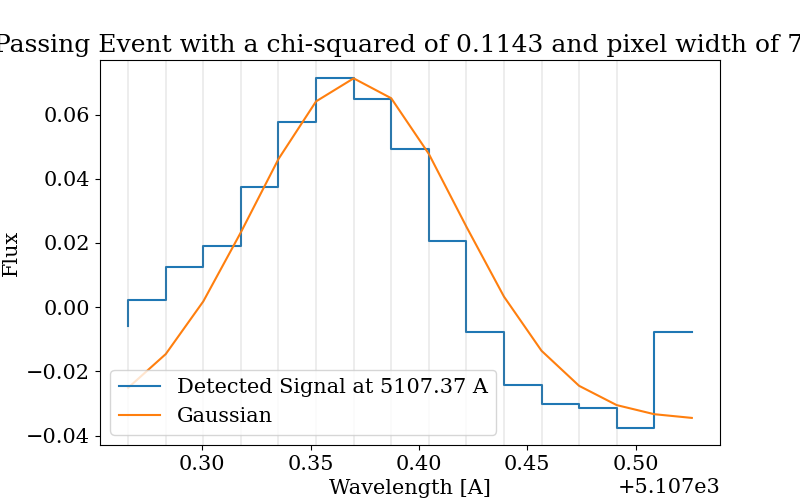 Passing Event with a chi-squared of 0.1143 and pixel width of 7
Flux
0.06
0.04
0.02
0.00
−0.02
−0.04
Detected Signal at 5107.37 A
Gaussian
0.30 0.35 0.40 0.45 0.50
+5.107e3
Wavelength [A]